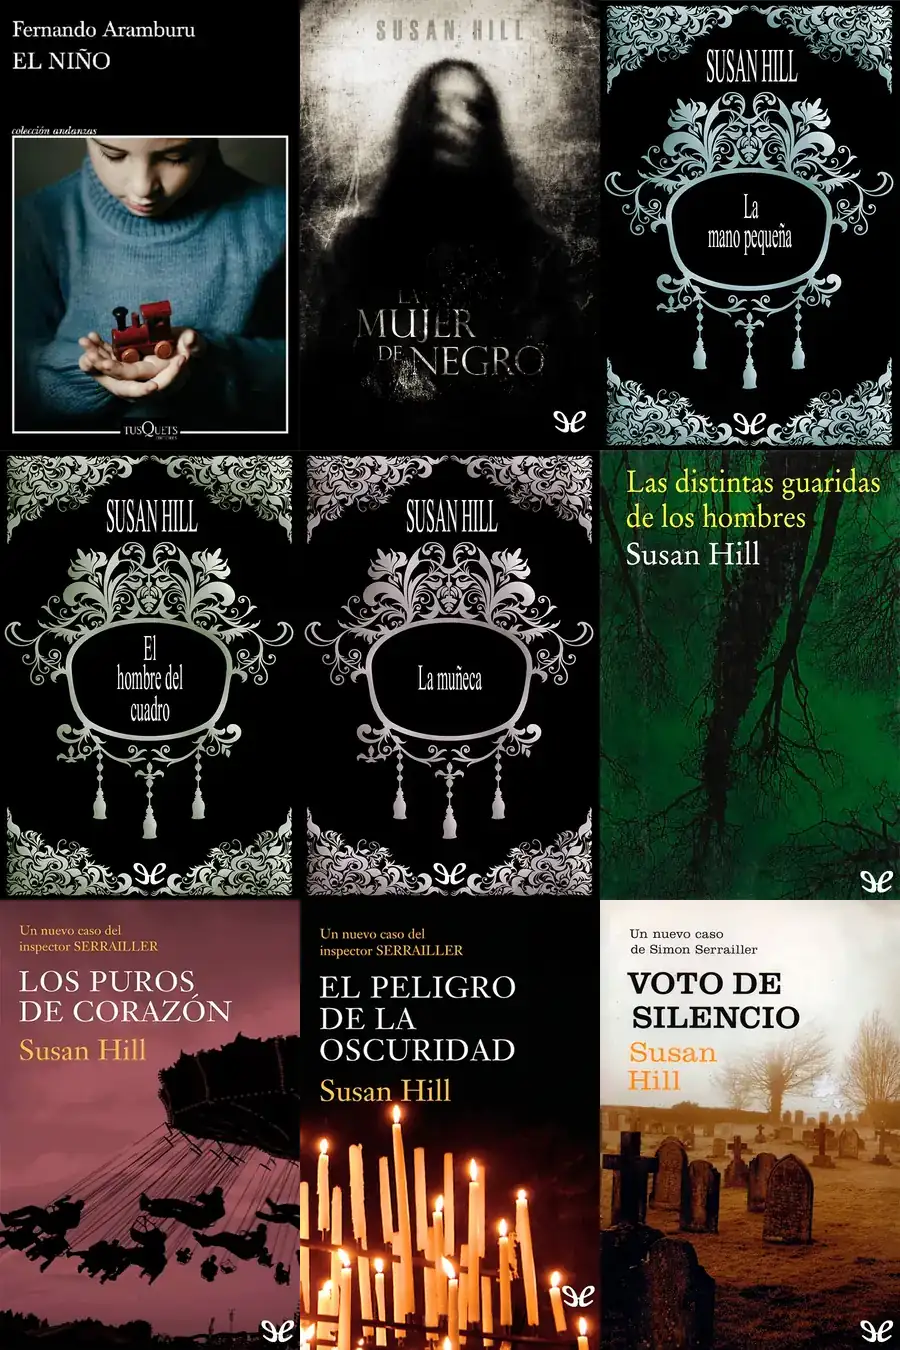 Fernando Aramburu
EL NIÑO
colección andanzas
TUSQUETS
EDITORES
SUSAN HILL
LA
MUJER
DE NEGRO
SUSAN HILL
La
mano pequeña
SUSAN HILL
El
hombre del
cuadro
SUSAN HILL
La muñeca
Las distintas guaridas
de los hombres
Susan Hill
Un nuevo caso del
inspector SERRAILLER
LOS PUROS
DE CORAZÓN
Susan Hill
Un nuevo caso del
inspector SERRAILLER
EL PELIGRO
DE LA
OSCURIDAD
Susan Hill
Un nuevo caso
de Simon Serrailler
VOTO DE
SILENCIO
Susan
Hill